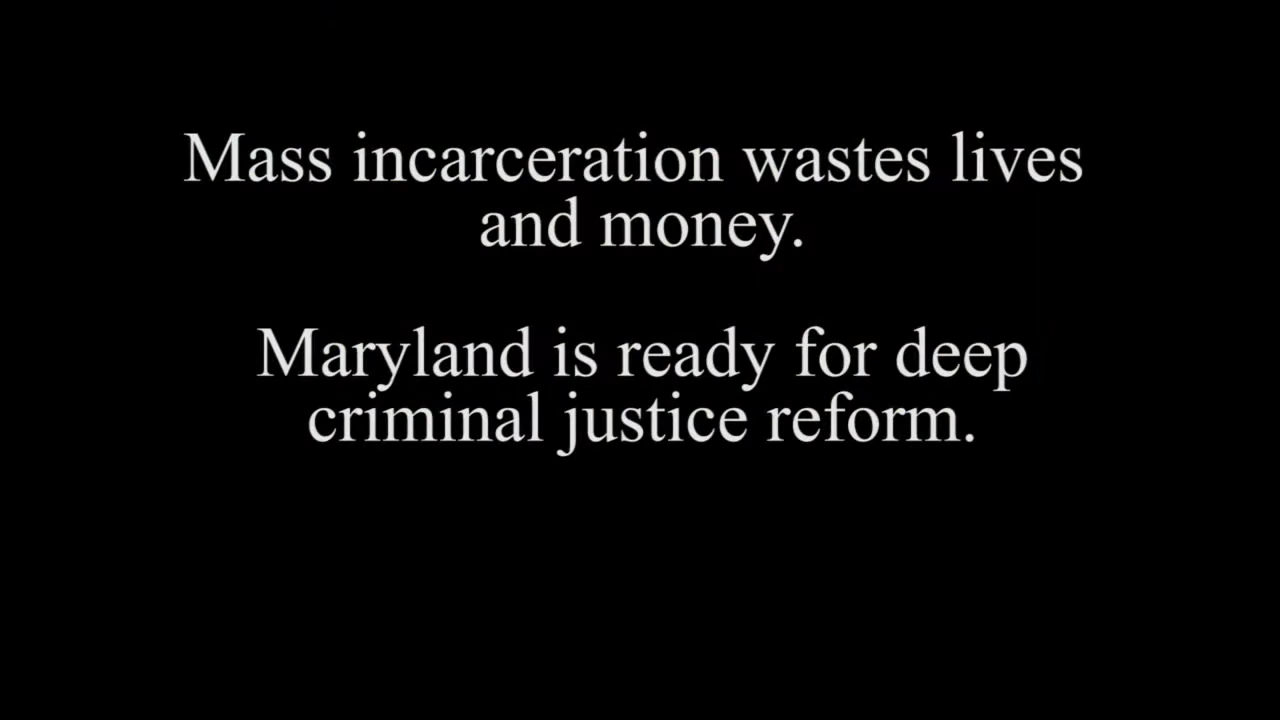 Mass incarceration wastes lives
and money.
Maryland is ready for deep
criminal justice reform.